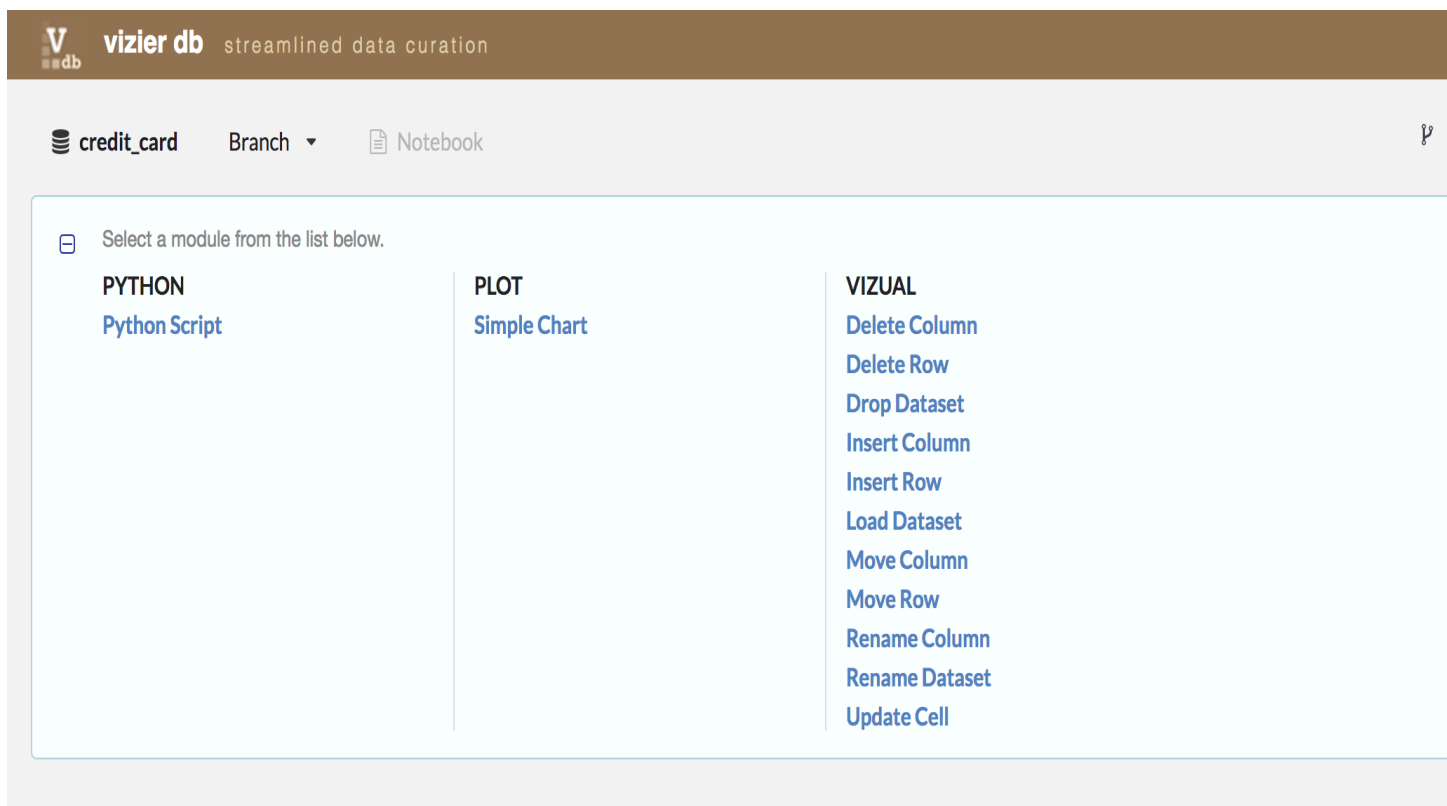 V db vizier db streamlined data curation
credit_card Branch Notebook
Select a module from the list below.
PYTHON
Python Script
PLOT
Simple Chart
VIZUAL
Delete Column
Delete Row
Drop Dataset
Insert Column
Insert Row
Load Dataset
Move Column
Move Row
Rename Column
Rename Dataset
Update Cell